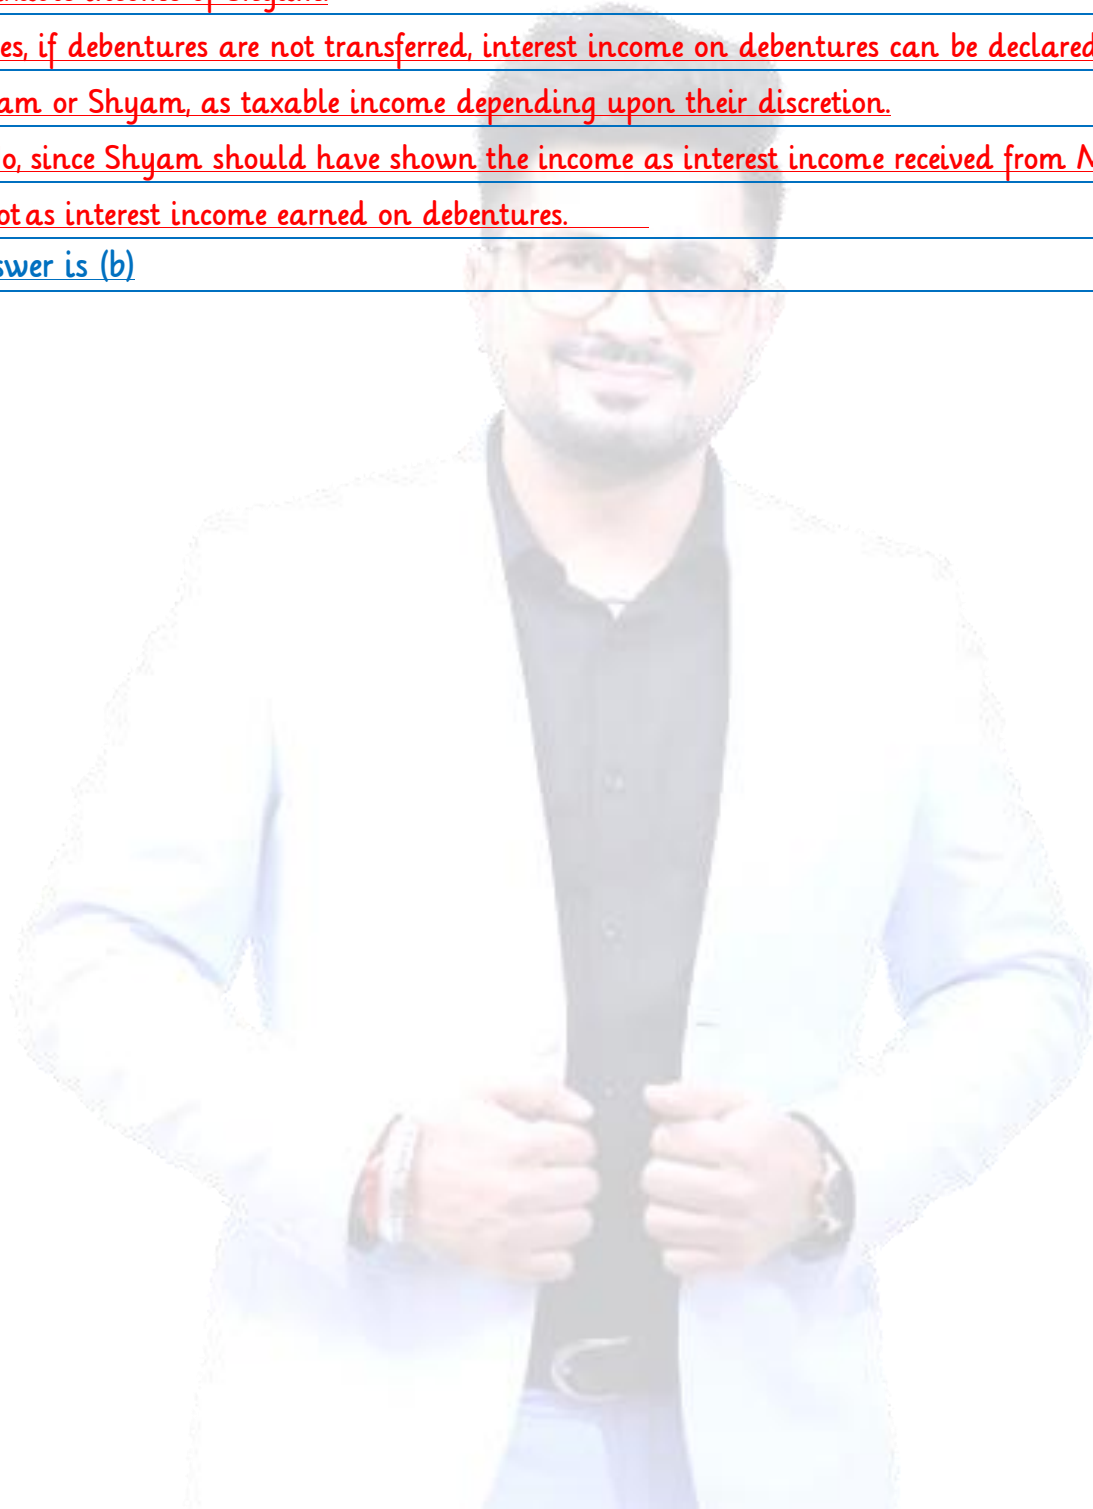 es, if debentures are not transferred, interest income on debentures can be declared
am or Shyam, as taxable income depending upon their discretion.
o, since Shyam should have shown the income as interest income received from
ot as interest income earned on debentures.
swer is (b)